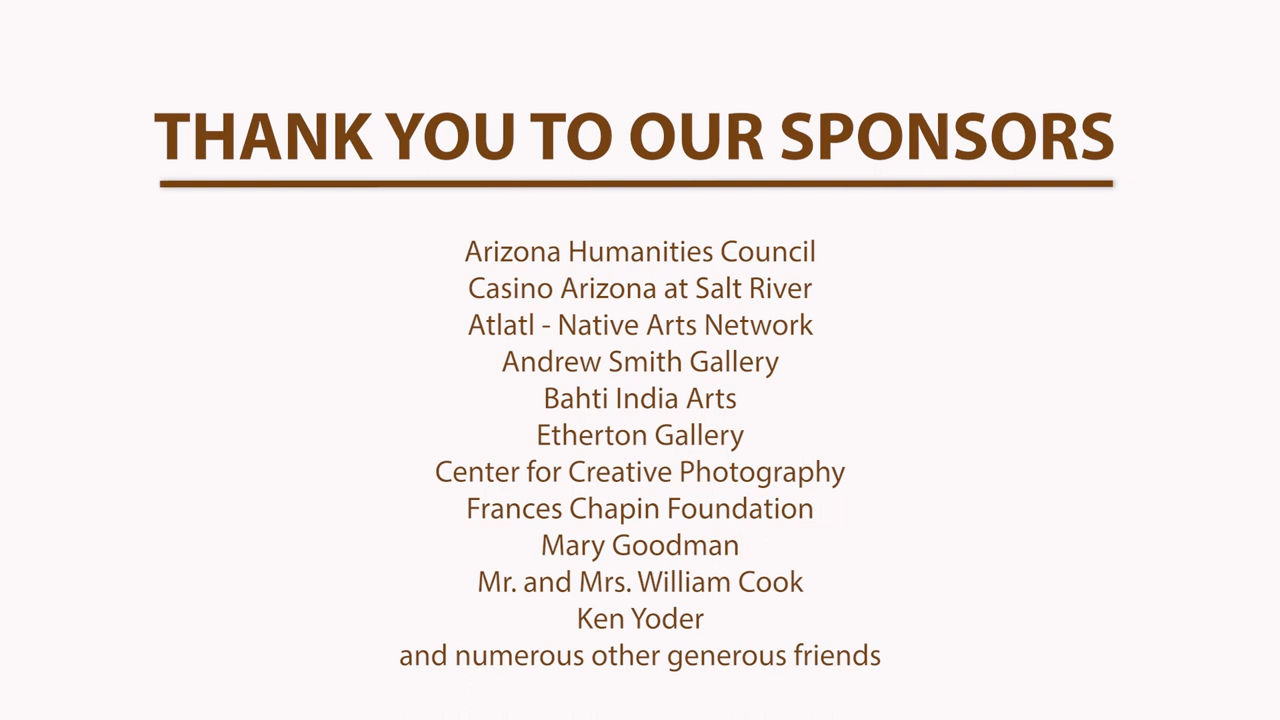 THANK YOU TO OUR SPONSORS
Arizona Humanities Council
Casino Arizona at Salt River
Atlatl - Native Arts Network
Andrew Smith Gallery
Bahti India Arts
Etherton Gallery
Center for Creative Photography
Frances Chapin Foundation
Mary Goodman
Mr. and Mrs. William Cook
Ken Yoder
and numerous other generous friends